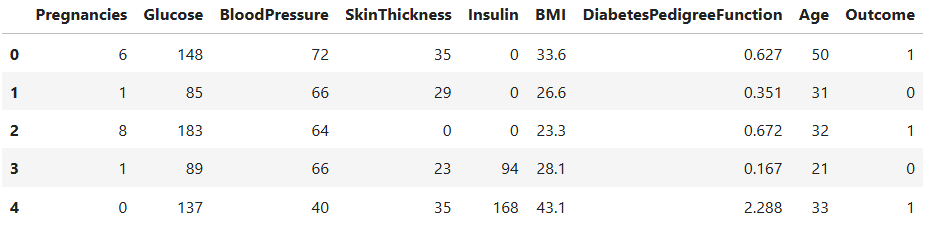 Pregnancies Glucose BloodPressure SkinThickness Insulin BMI DiabetesPedigreeFunction Age Outcome
0 6 148 72 35 0 33.6 0.627 50 1
1 1 85 66 29 0 26.6 0.351 31 0
2 8 183 64 0 0 23.3 0.672 32 1
3 1 89 66 23 94 28.1 0.167 21 0
4 0 137 40 35 168 43.1 2.288 33 1